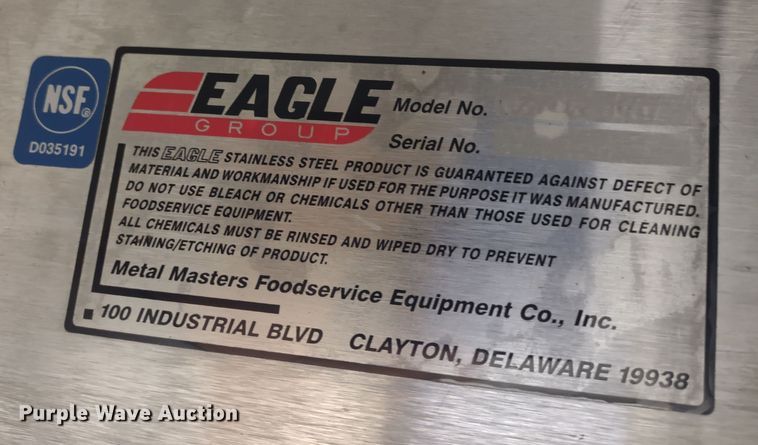 NSF®
D035191
EAGLE
GROUP
Model No.
Serial No.
THIS EAGLE STAINLESS STEEL PRODUCT IS GUARANTEED AGAINST DEFECT OF
MATERIAL AND WORKMANSHIP IF USED FOR THE PURPOSE IT WAS MANUFACTURED.
DO NOT USE BLEACH OR CHEMICALS OTHER THAN THOSE USED FOR CLEANING
FOODSERVICE EQUIPMENT.
ALL CHEMICALS MUST BE RINSED AND WIPED DRY TO PREVENT
STAINING/ETCHING OF PRODUCT.
Metal Masters Foodservice Equipment Co., Inc.
100 INDUSTRIAL BLVD CLAYTON, DELAWARE 19938
Purple Wave Auction